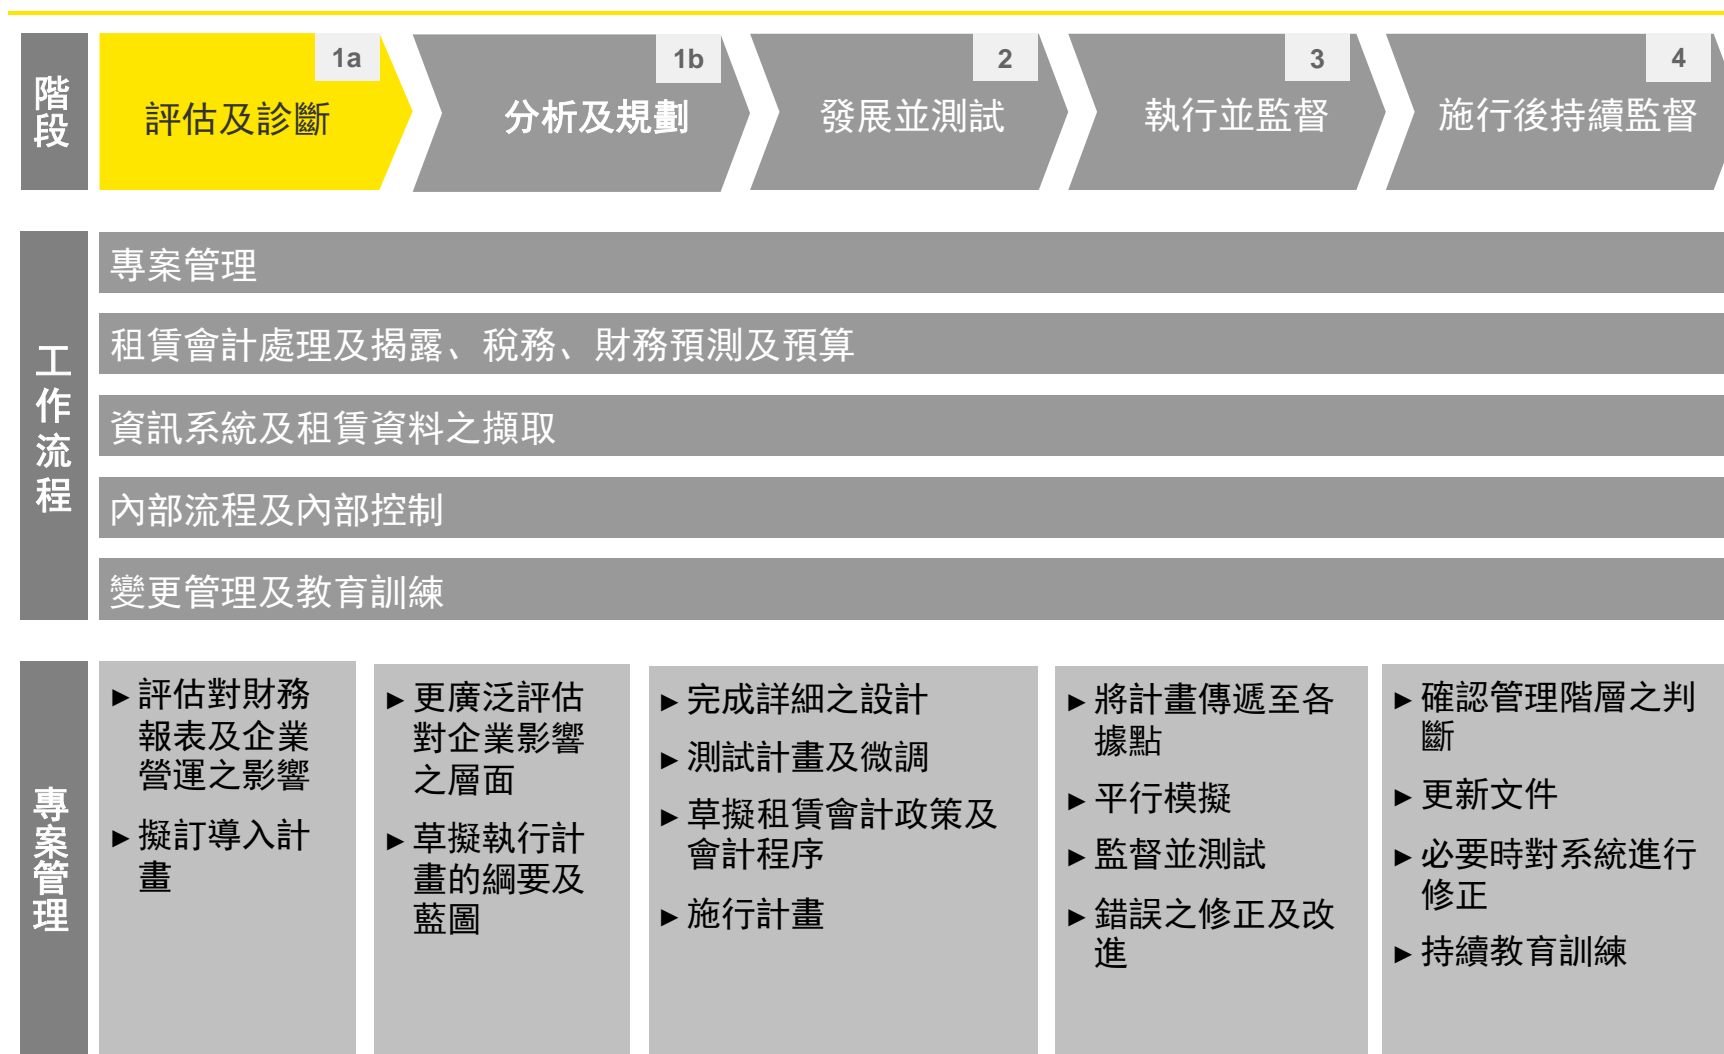 階段
1a
評估及診斷
1b
分析及規劃
2
發展並測試
3
執行並監督
4
施行後持續監督
工作流程
專案管理
租賃會計處理及揭露、稅務、財務預測及預算
資訊系統及租賃資料之擷取
內部流程及內部控制
變更管理及教育訓練
專案管理
►評估對財務
報表及企業
營運之影響
►擬訂導入計
畫
►更廣泛評估
對企業影響
之層面
►草擬執行計
畫的綱要及
藍圖
►完成詳細之設計
►測試計畫及微調
►草擬租賃會計政策及
會計程序
►施行計畫
►將計畫傳遞至各
據點
►平行模擬
►監督並測試
►錯誤之修正及改
進
►確認管理階層之判
斷
►更新文件
►必要時對系統進行
修正
►持續教育訓練